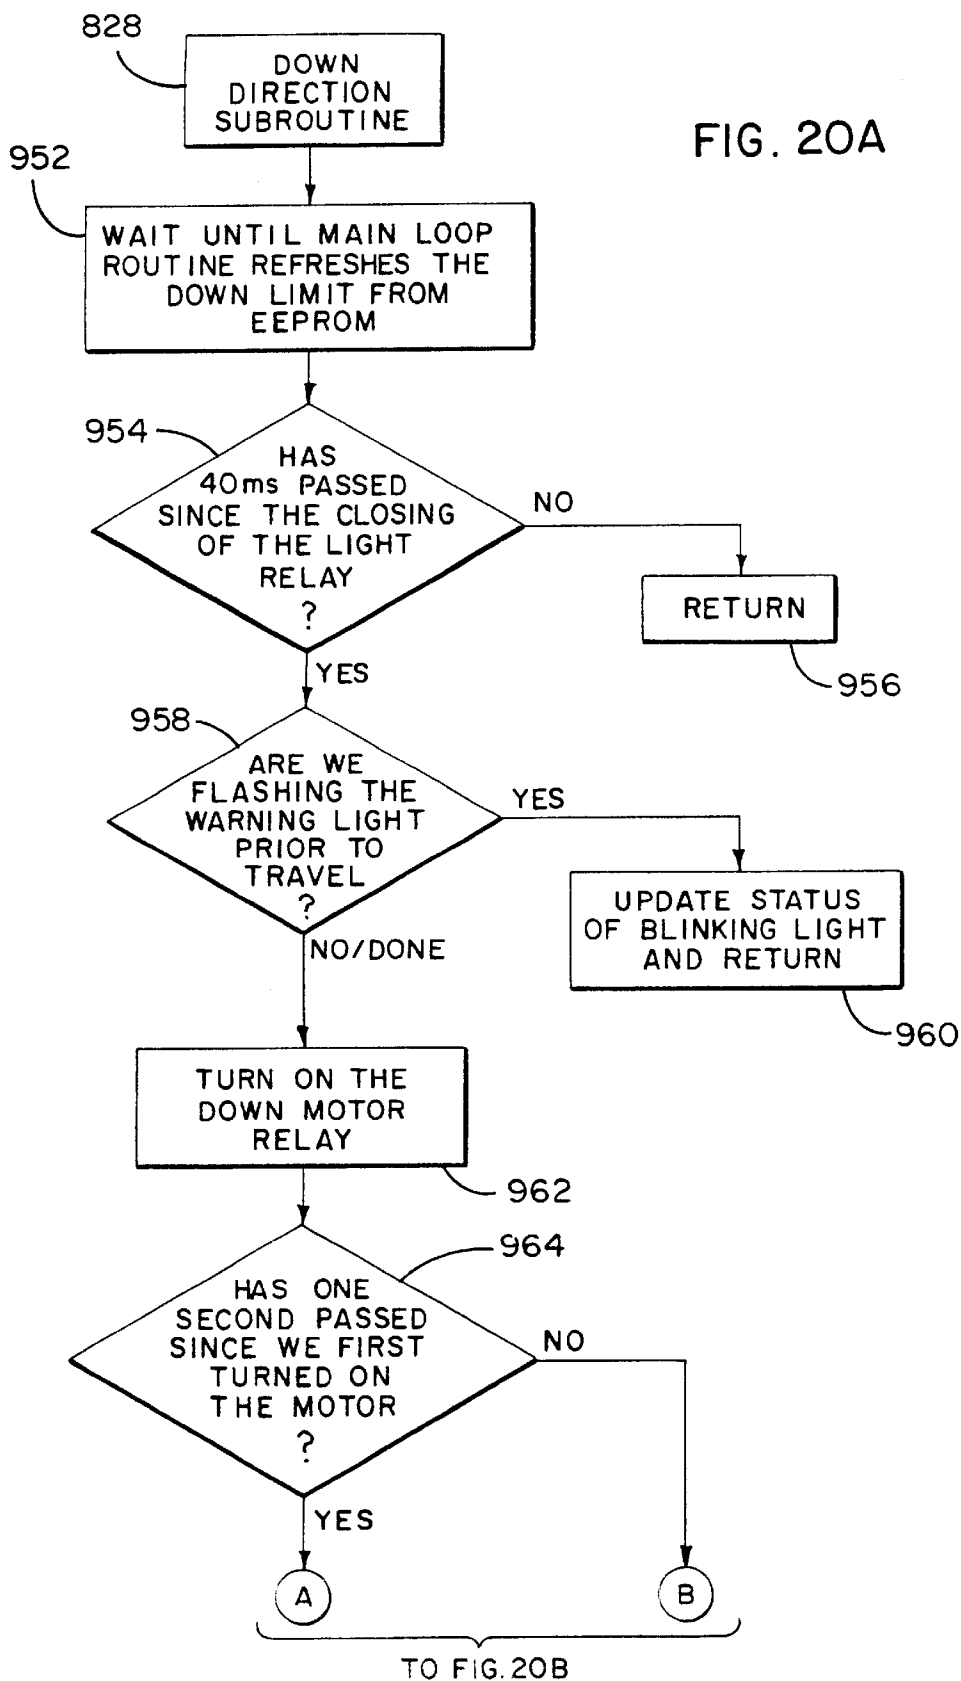 828
DOWN
DIRECTION
SUBROUTINE
FIG. 20A
952
WAIT UNTIL MAIN LOOP
ROUTINE REFRESHES THE
DOWN LIMIT FROM
EEPROM
954
HAS
40ms PASSED
SINCE THE CLOSING
OF THE LIGHT
RELAY
?
NO
RETURN
956
YES
958
ARE WE
FLASHING THE
WARNING LIGHT
PRIOR TO
TRAVEL
?
YES
UPDATE STATUS
OF BLINKING LIGHT
AND RETURN
960
NO/DONE
TURN ON THE
DOWN MOTOR
RELAY
962
964
HAS ONE
SECOND PASSED
SINCE WE FIRST
TURNED ON
THE MOTOR
?
NO
YES
A
B
TO FIG. 20B